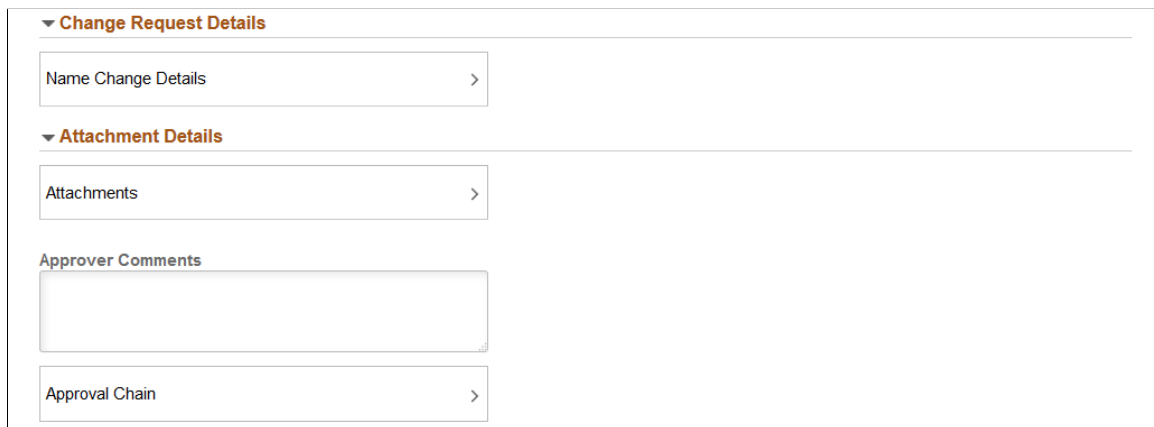 Change Request Details
Name Change Details
Attachment Details
Attachments
Approver Comments
Approval Chain